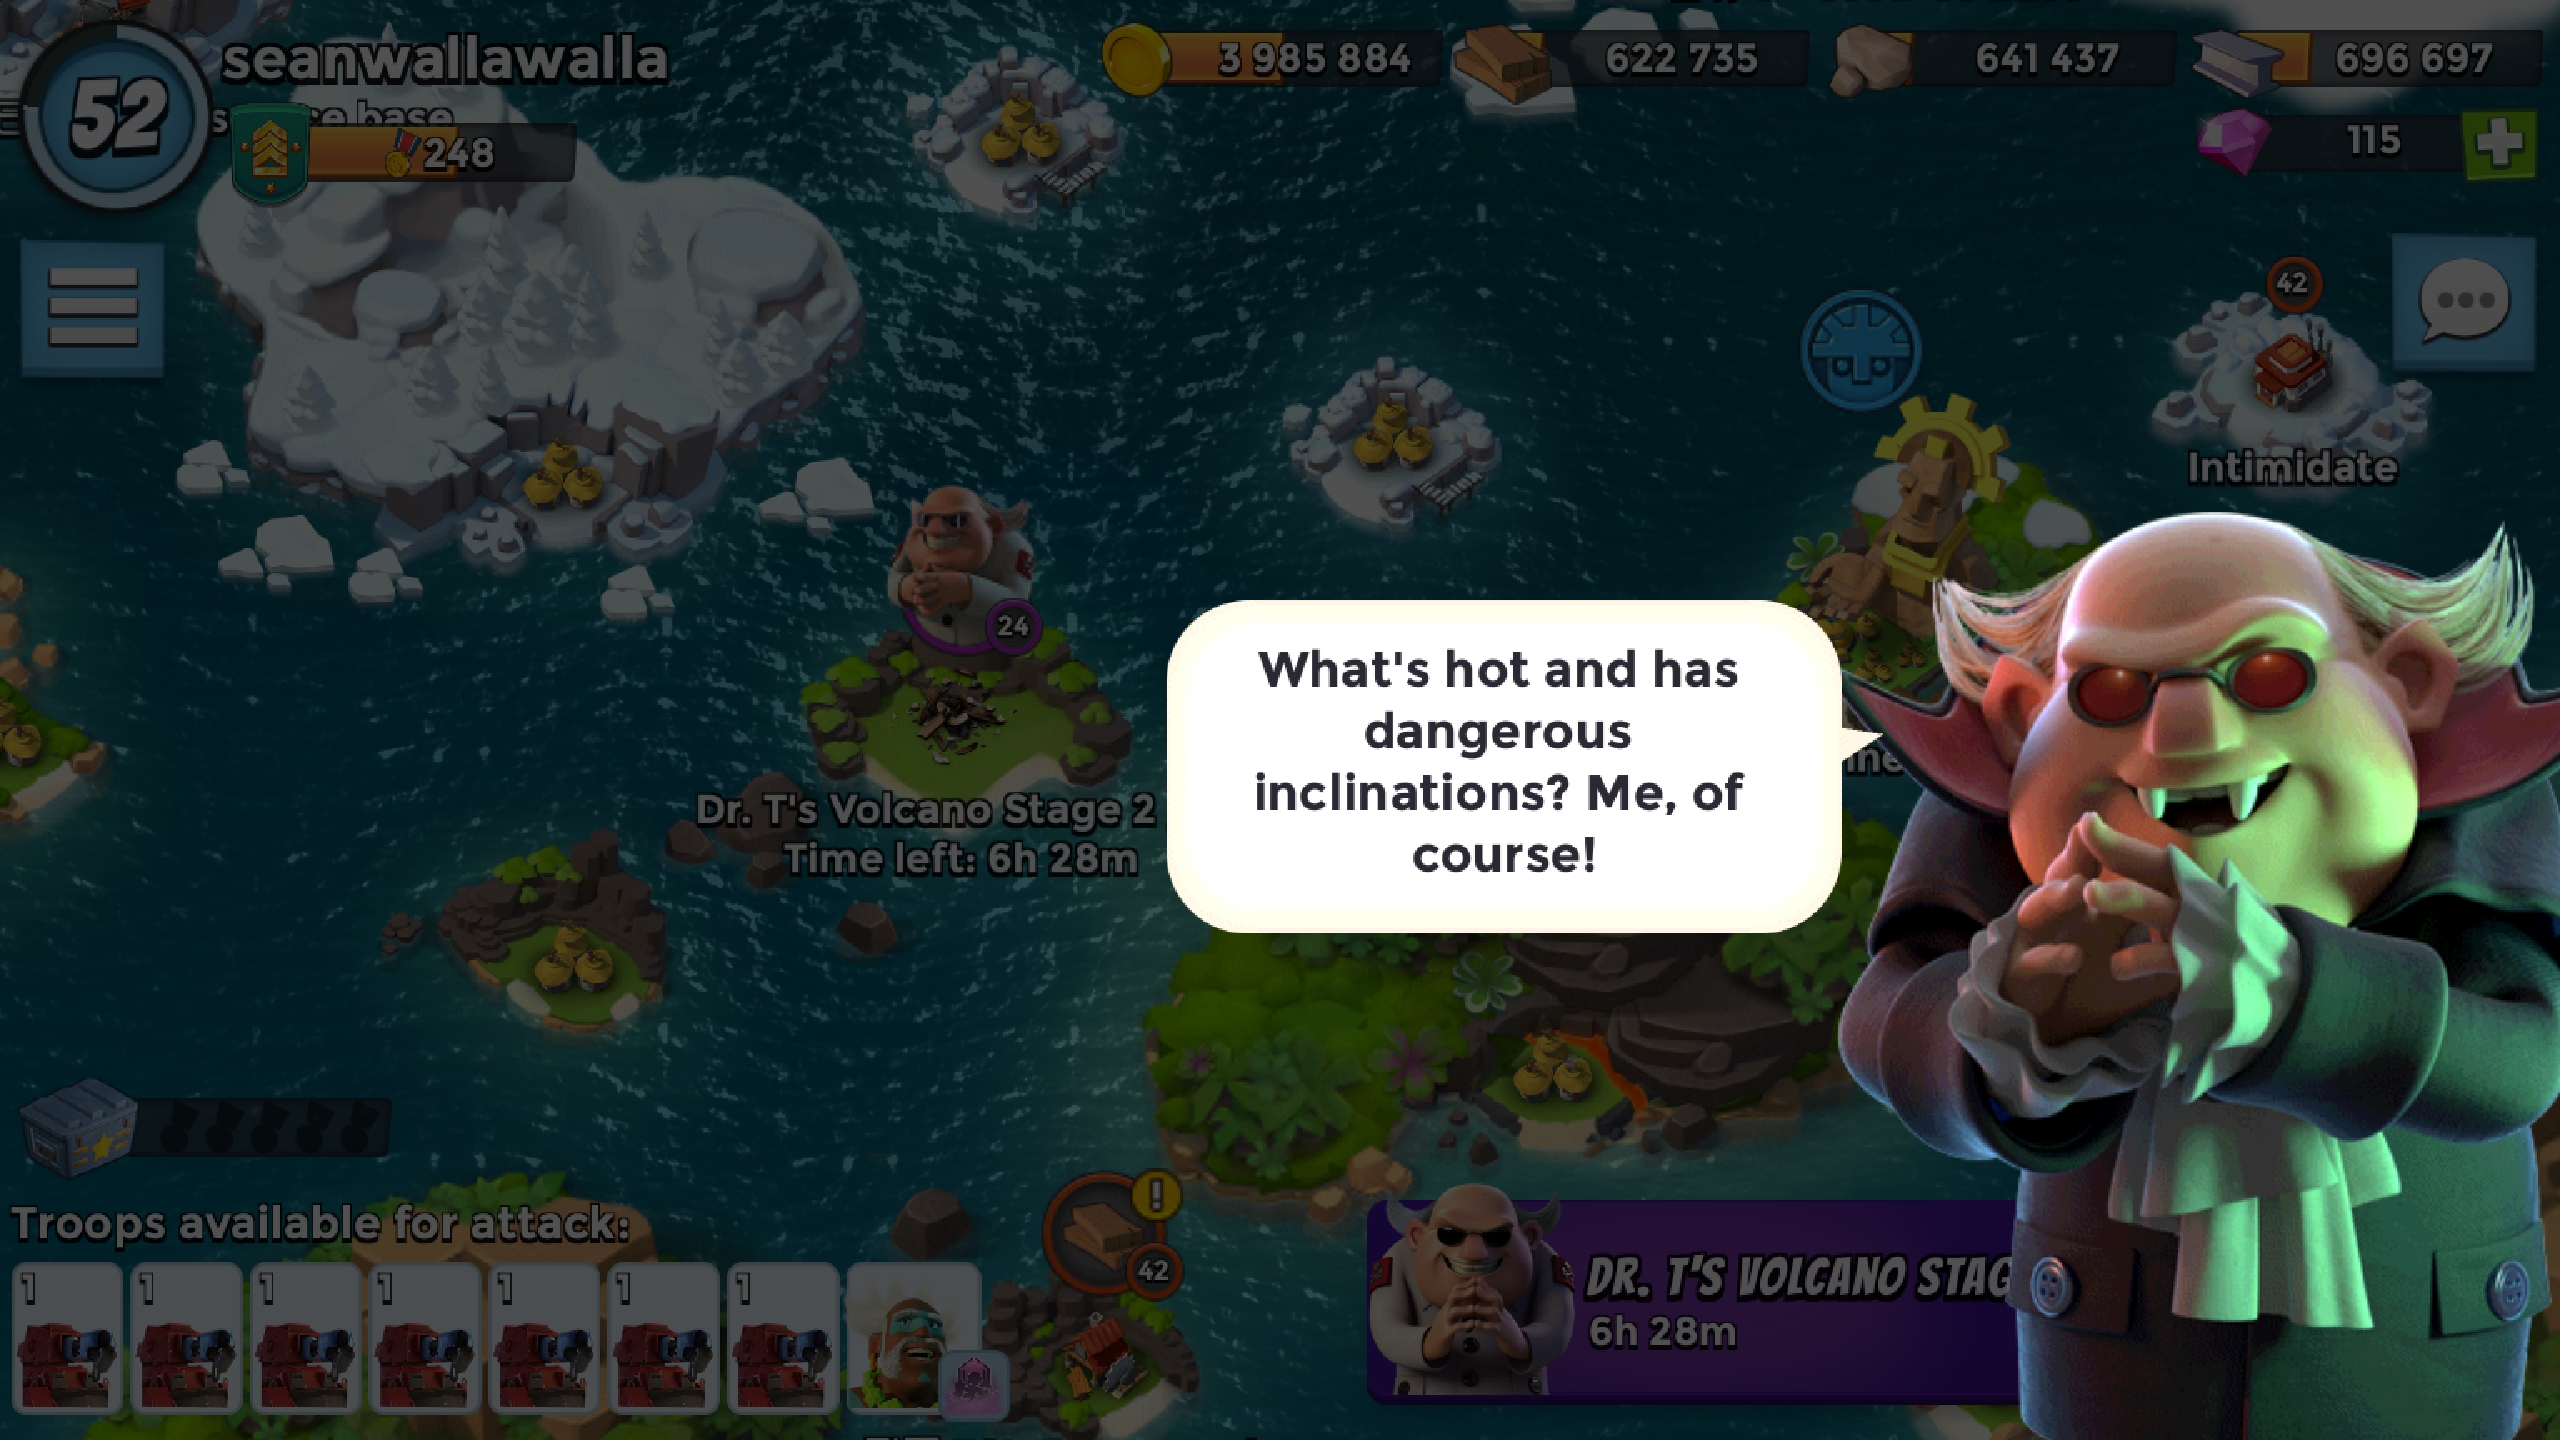 seanwallawalla
52
248
3 985 884
622 735
641 437
696 697
115
42
Intimidate
24
What's hot and has
dangerous
inclinations? Me, of
course!
Dr. T's Volcano Stage 2
Time left: 6h 28m
Troops available for attack:
1
1
1
1
1
1
1
!
42
DR. T'S VOLCANO STAG
6h 28m